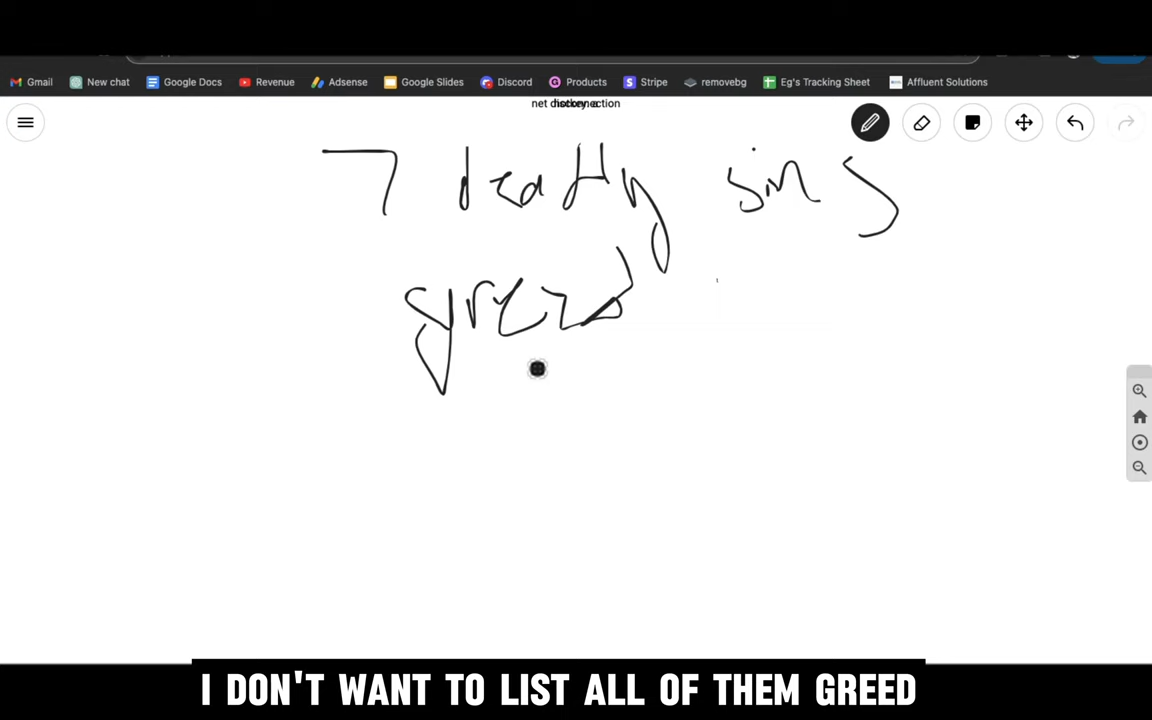 Gmail New chat Google Docs Revenue Adsense Google Slides Discord Products Stripe removebg Eg's Tracking Sheet Affluent Solutions
7 deadly sins
greed
I DON'T WANT TO LIST ALL OF THEM GREED